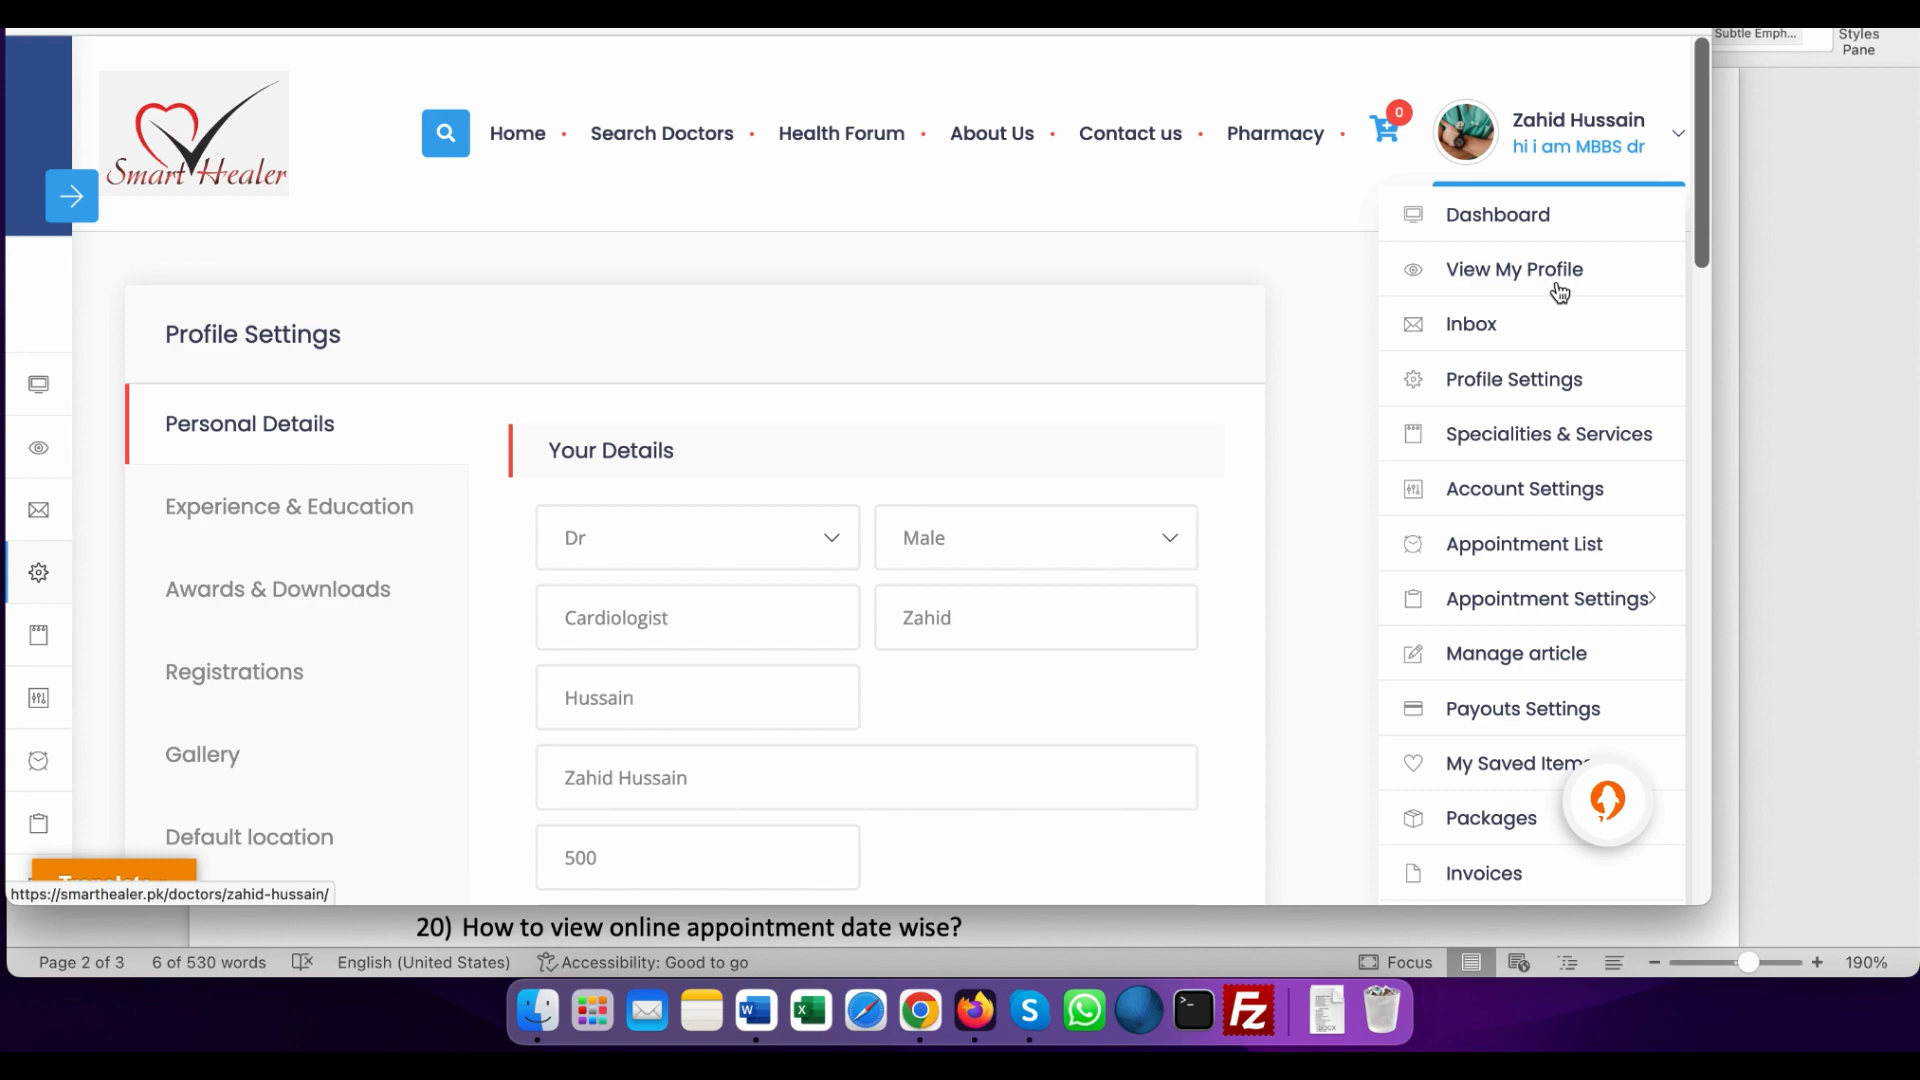 Subtle Emph...
Styles
Pane
Smart Healer
Home
Search Doctors
Health Forum
About Us
Contact us
Pharmacy
0
Zahid Hussain
hi i am MBBS dr
Dashboard
View My Profile
Inbox
Profile Settings
Specialities & Services
Account Settings
Appointment List
Appointment Settings
Manage article
Payouts Settings
My Saved Items
Packages
Invoices
Profile Settings
Personal Details
Experience & Education
Awards & Downloads
Registrations
Gallery
Default location
Your Details
Dr
Male
Cardiologist
Zahid
Hussain
Zahid Hussain
500
https://smarthealer.pk/doctors/zahid-hussain/
20) How to view online appointment date wise?
Page 2 of 3
6 of 530 words
English (United States)
Accessibility: Good to go
Focus
190%